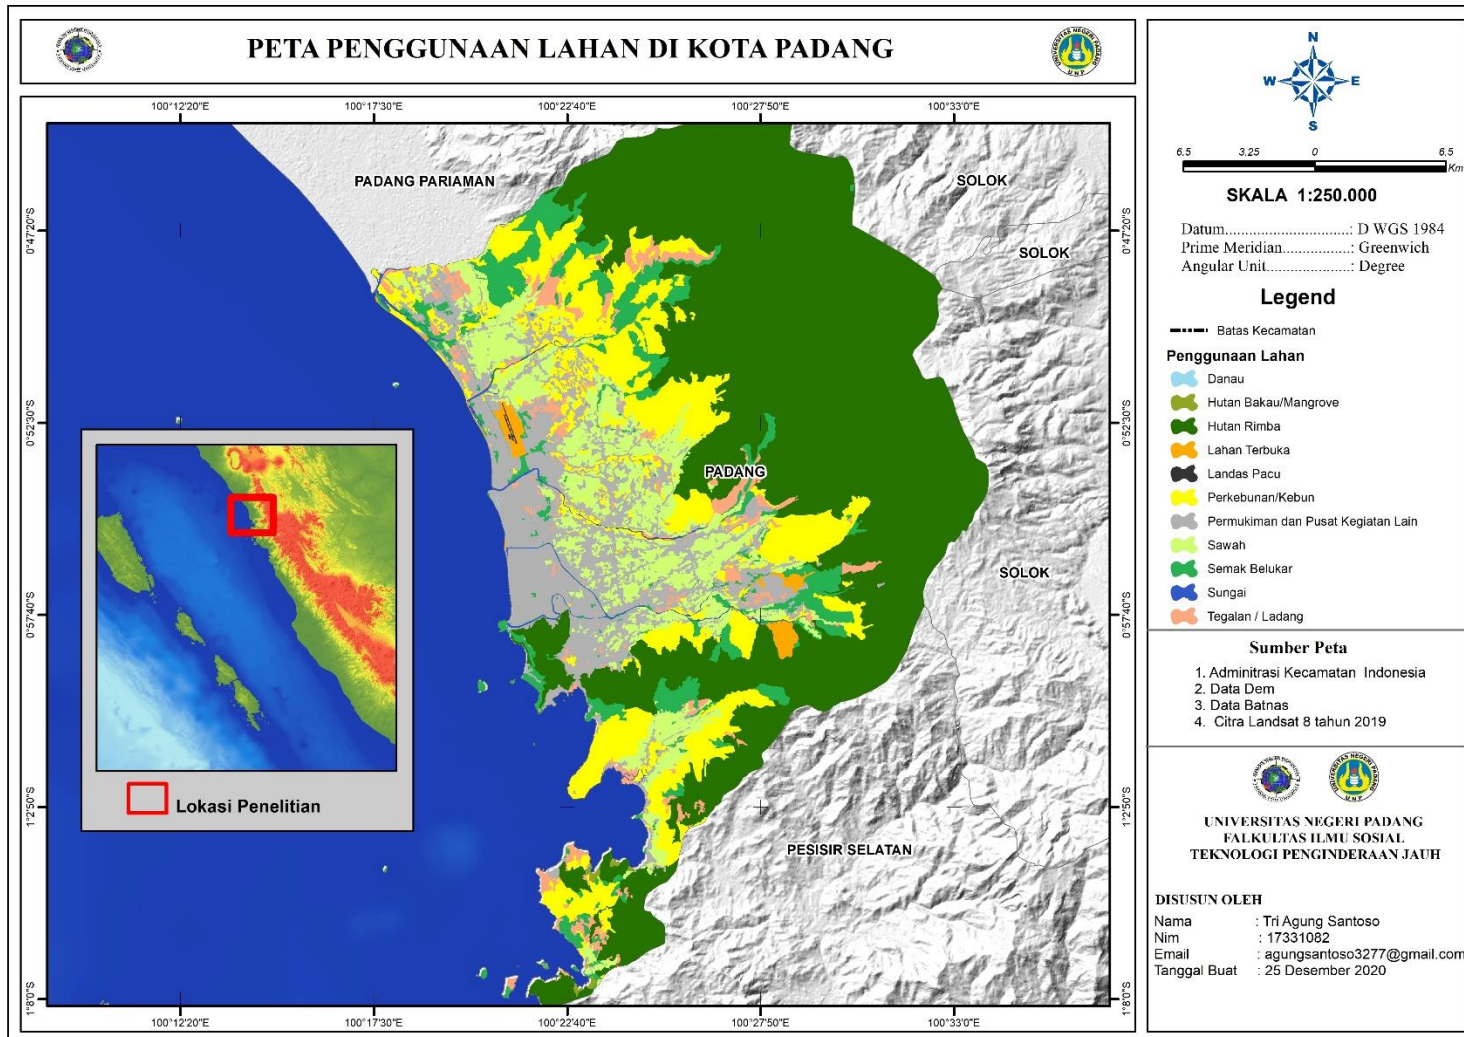 PETA PENGGUNAAN LAHAN DI KOTA PADANG
UNP
100°12'20"E 100°17'30"E 100°22'40"E 100°27'50"E 100°33'0"E
0°47'20"S 0°47'20"S
0°52'30"S 0°52'30"S
0°57'40"S 0°57'40"S
1°2'50"S 1°2'50"S
1°8'0"S 1°8'0"S
PADANG PARIAMAN
SOLOK
SOLOK
PADANG
SOLOK
PESISIR SELATAN
Lokasi Penelitian
100°12'20"E 100°17'30"E 100°22'40"E 100°27'50"E 100°33'0"E
N
W E
S
6.5 3.25 0 6.5
Km
SKALA 1:250.000
Datum..............................: D WGS 1984
Prime Meridian................: Greenwich
Angular Unit....................: Degree
Legend
Batas Kecamatan
Penggunaan Lahan
Danau
Hutan Bakau/Mangrove
Hutan Rimba
Lahan Terbuka
Landas Pacu
Perkebunan/Kebun
Permukiman dan Pusat Kegiatan Lain
Sawah
Semak Belukar
Sungai
Tegalan / Ladang
Sumber Peta
1. Adminitrasi Kecamatan Indonesia
2. Data Dem
3. Data Batnas
4. Citra Landsat 8 tahun 2019
UNIVERSITAS NEGERI PADANG
FALKULTAS ILMU SOSIAL
TEKNOLOGI PENGINDERAAN JAUH
DISUSUN OLEH
Nama : Tri Agung Santoso
Nim : 17331082
Email : agungsantoso3277@gmail.com
Tanggal Buat : 25 Desember 2020